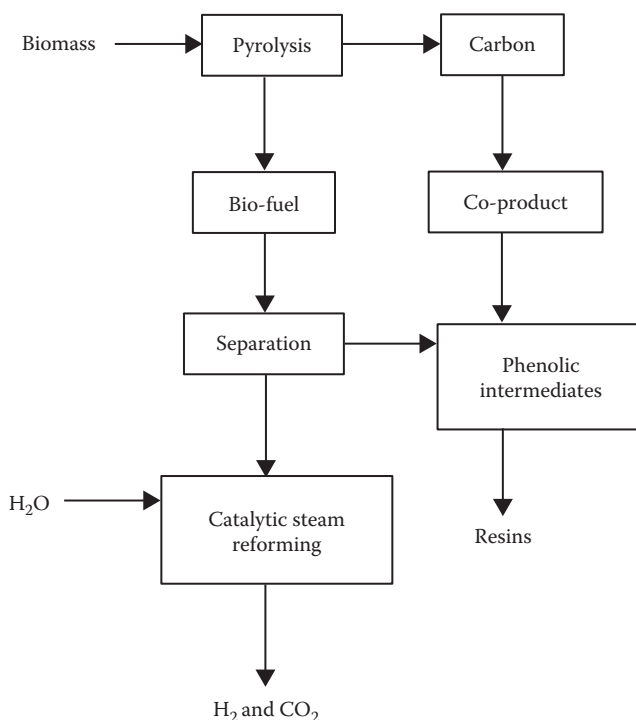 Biomass
Pyrolysis
Carbon
Bio-fuel
Co-product
Separation
Phenolic
intermediates
H₂O
Catalytic steam
reforming
Resins
H₂ and CO₂